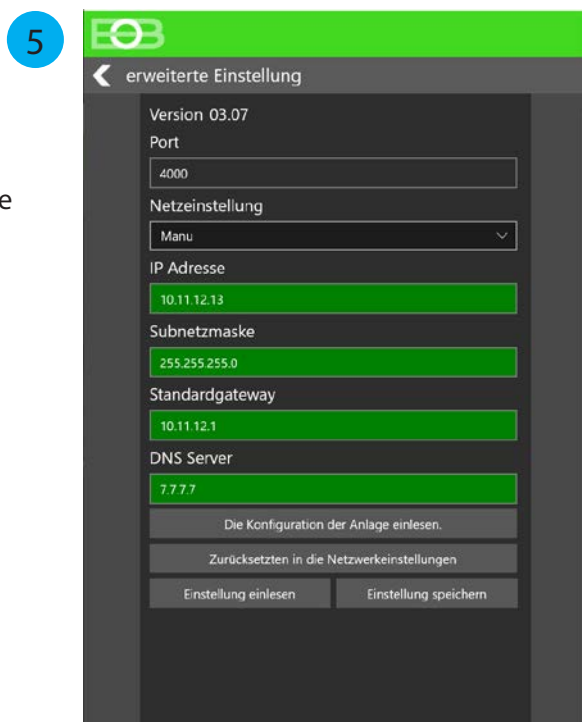 5
EOB
erweiterte Einstellung
Version 03.07
Port
4000
e
Netzeinstellung
Manu
IP Adresse
10.11.12.13
Subnetzmaske
255.255.255.0
Standardgateway
10.11.12.1
DNS Server
7.7.7.7
Die Konfiguration der Anlage einlesen.
Zurücksetzten in die Netzwerkeinstellungen
Einstellung einlesen
Einstellung speichern